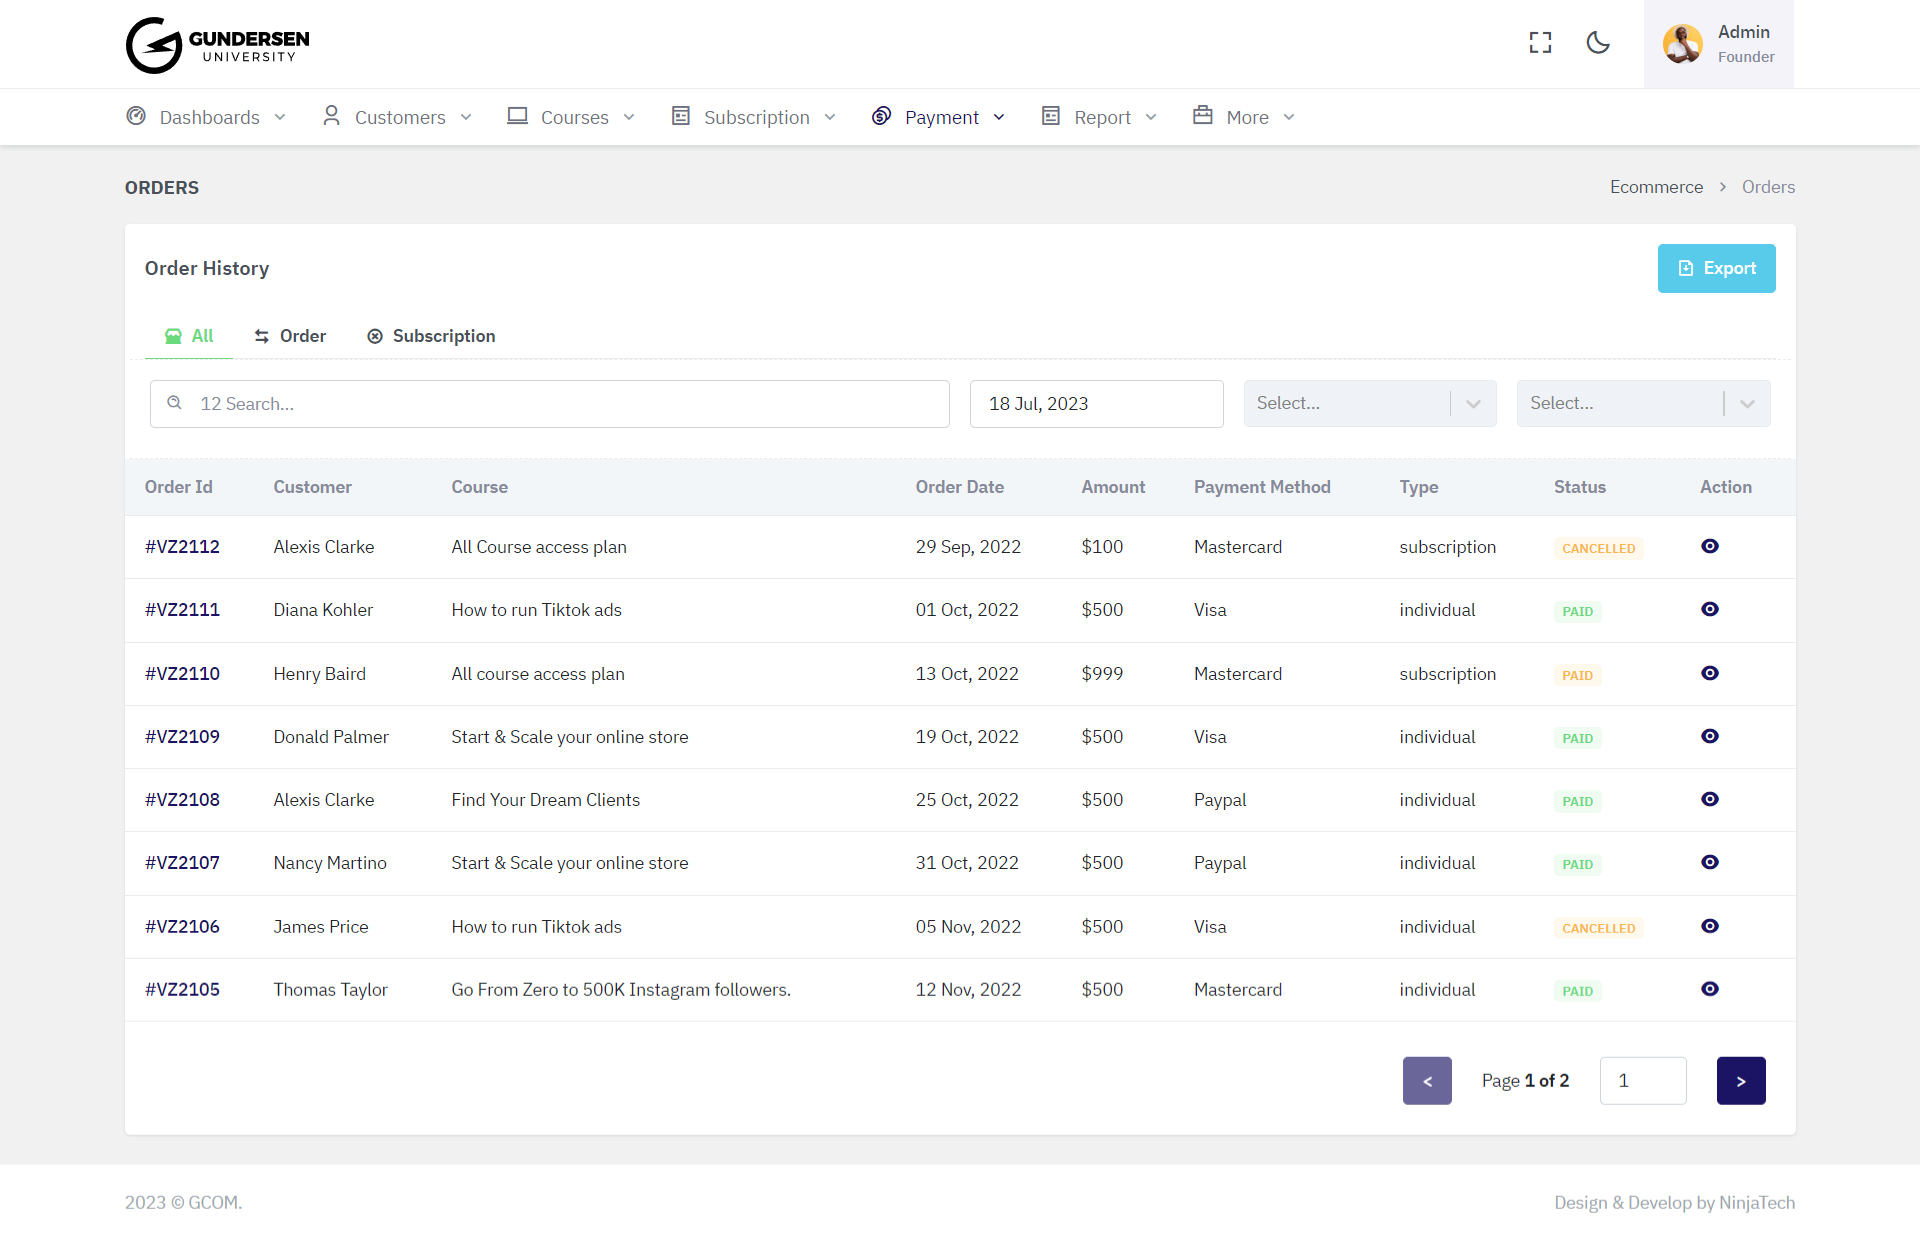 GUNDERSEN
UNIVERSITY
Admin
Founder
Dashboards Customers Courses Subscription Payment Report More
ORDERS
Ecommerce > Orders
Order History
Export
All Order Subscription
12 Search...
18 Jul, 2023
Select...
Select...
Order Id Customer Course Order Date Amount Payment Method Type Status Action
#VZ2112 Alexis Clarke All Course access plan 29 Sep, 2022 $100 Mastercard subscription CANCELLED
#VZ2111 Diana Kohler How to run Tiktok ads 01 Oct, 2022 $500 Visa individual PAID
#VZ2110 Henry Baird All course access plan 13 Oct, 2022 $999 Mastercard subscription PAID
#VZ2109 Donald Palmer Start & Scale your online store 19 Oct, 2022 $500 Visa individual PAID
#VZ2108 Alexis Clarke Find Your Dream Clients 25 Oct, 2022 $500 Paypal individual PAID
#VZ2107 Nancy Martino Start & Scale your online store 31 Oct, 2022 $500 Paypal individual PAID
#VZ2106 James Price How to run Tiktok ads 05 Nov, 2022 $500 Visa individual CANCELLED
#VZ2105 Thomas Taylor Go From Zero to 500K Instagram followers. 12 Nov, 2022 $500 Mastercard individual PAID
< Page 1 of 2 1 >
2023 © GCOM.
Design & Develop by NinjaTech